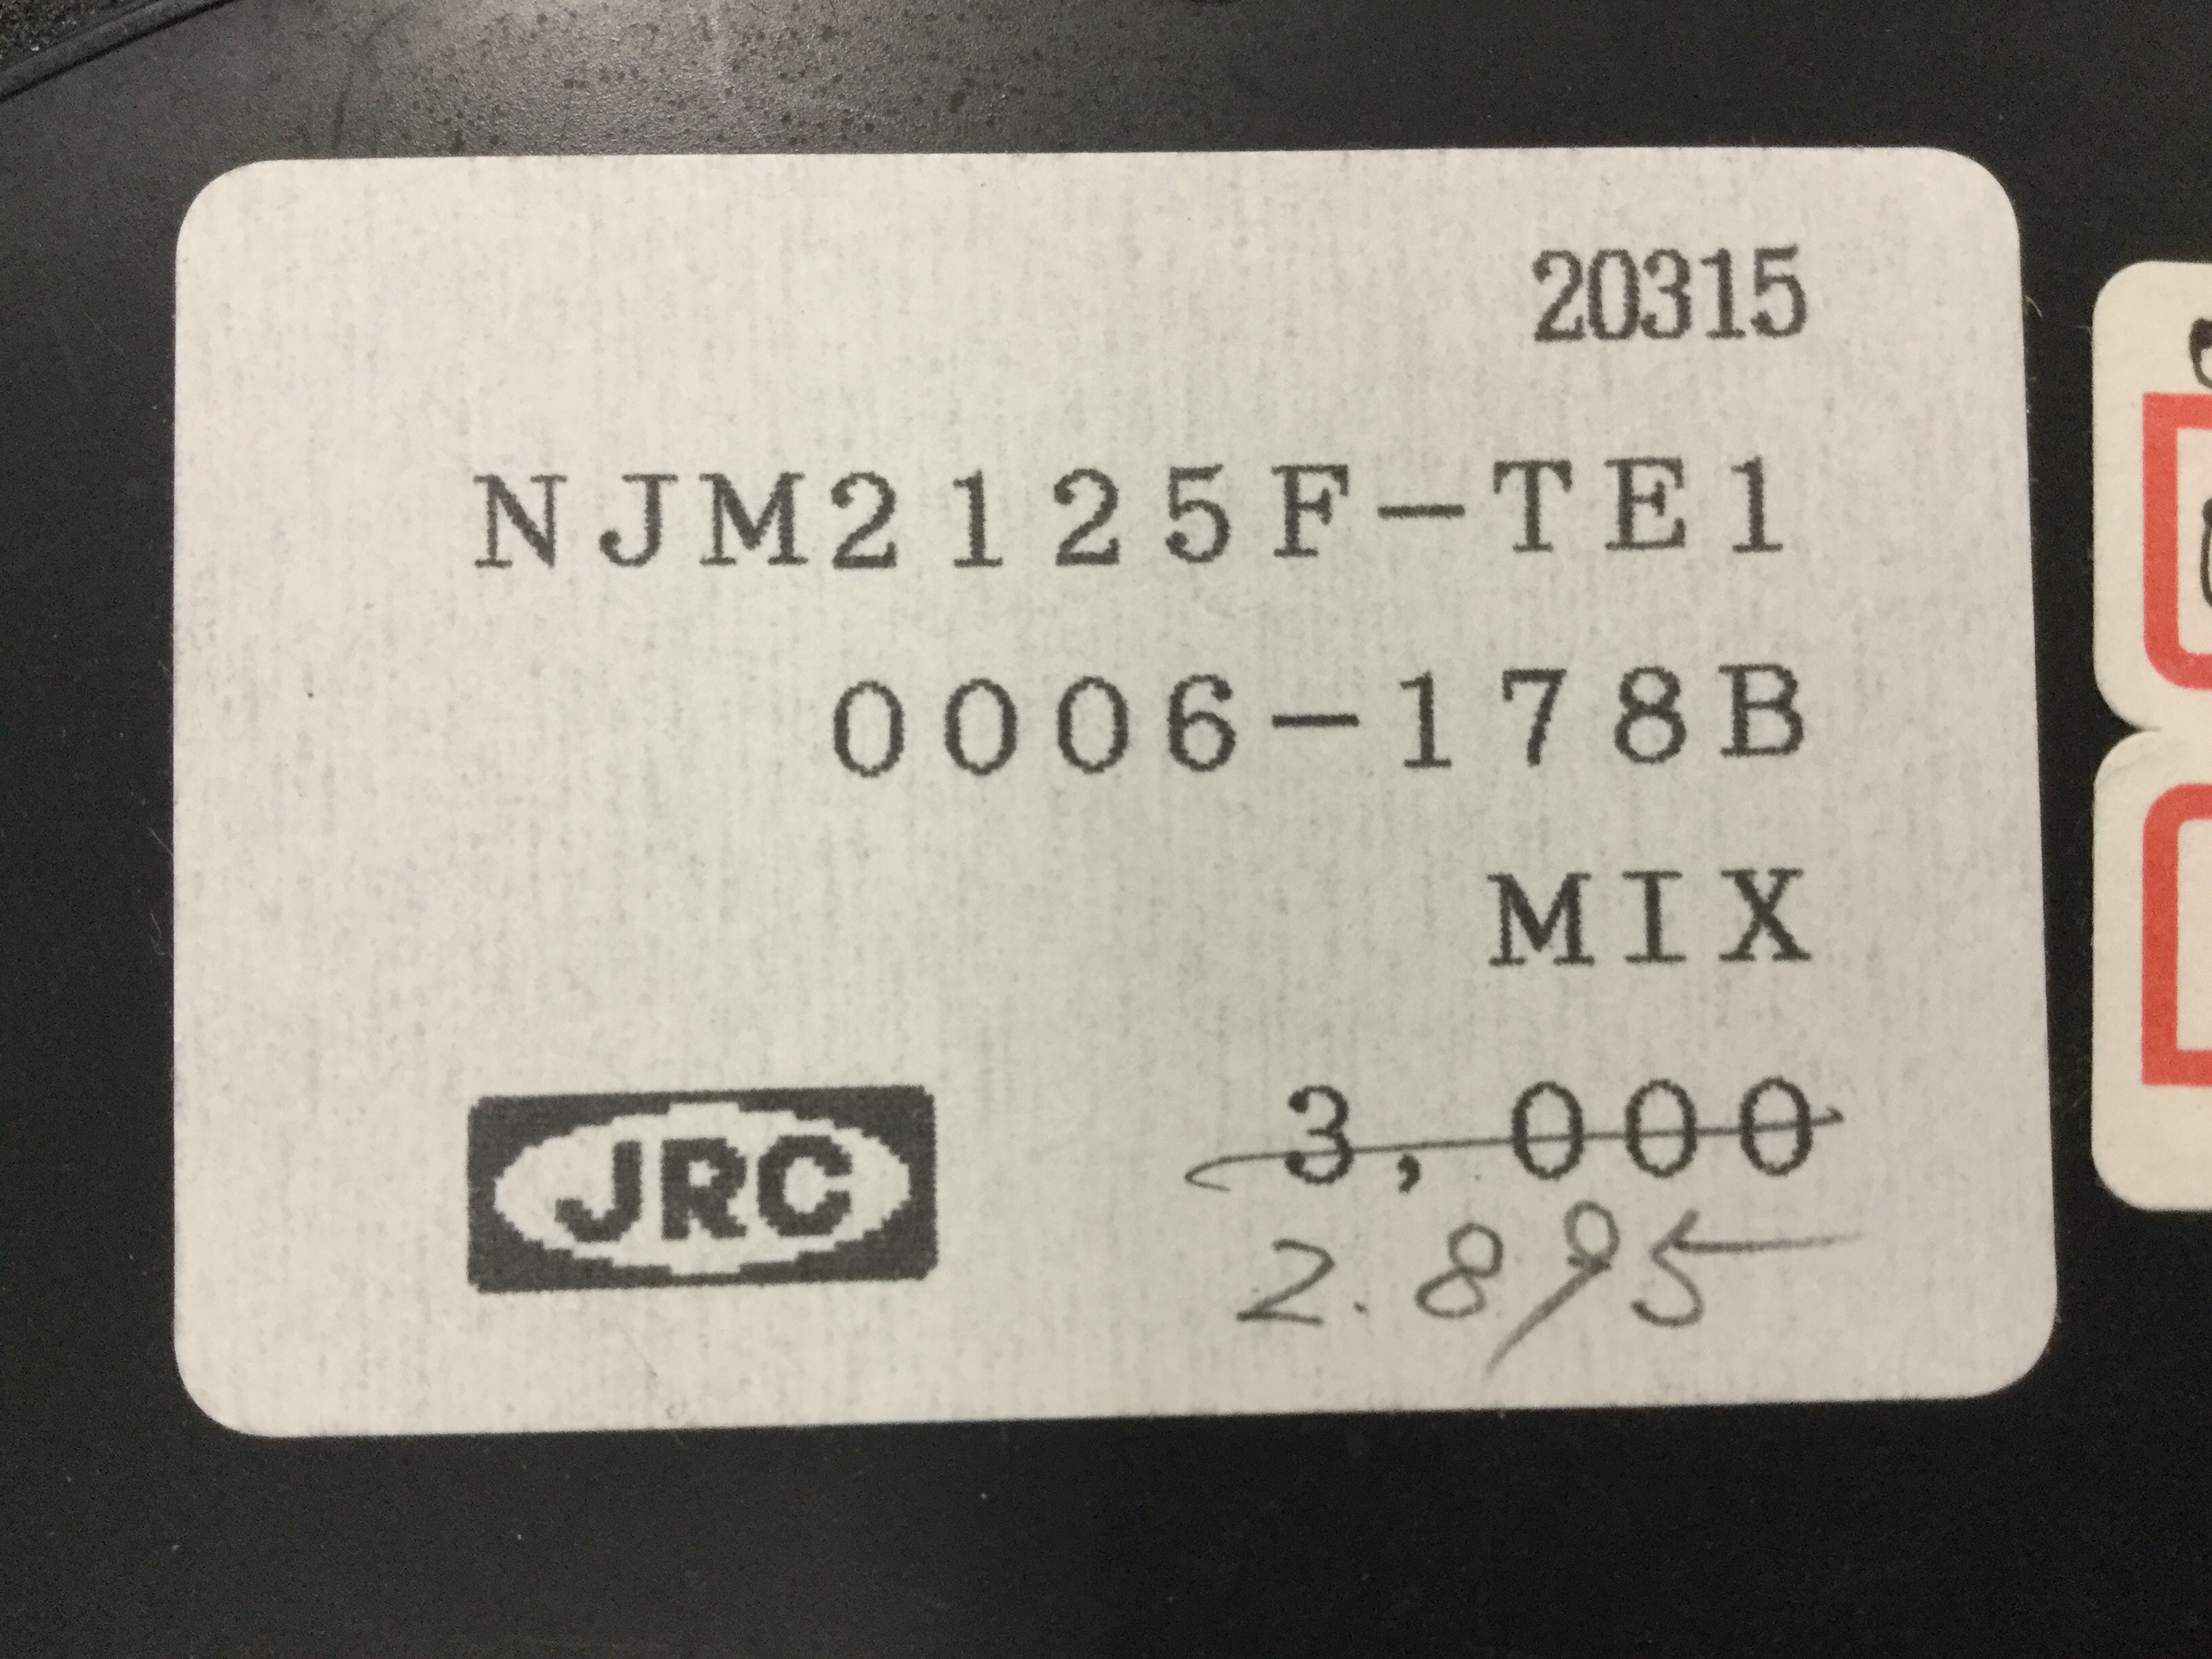 20315
NJM2125F-TE1
0006-178B
MIX
JRC
3,000
2.895